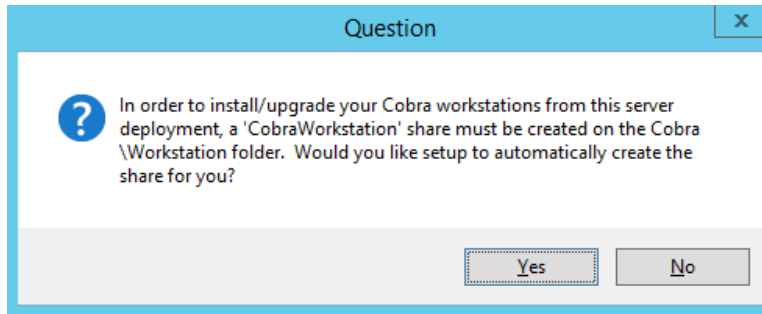 Question
x
In order to install/upgrade your Cobra workstations from this server
deployment, a 'CobraWorkstation' share must be created on the Cobra
\Workstation folder.  Would you like setup to automatically create the
share for you?
?
Yes
No